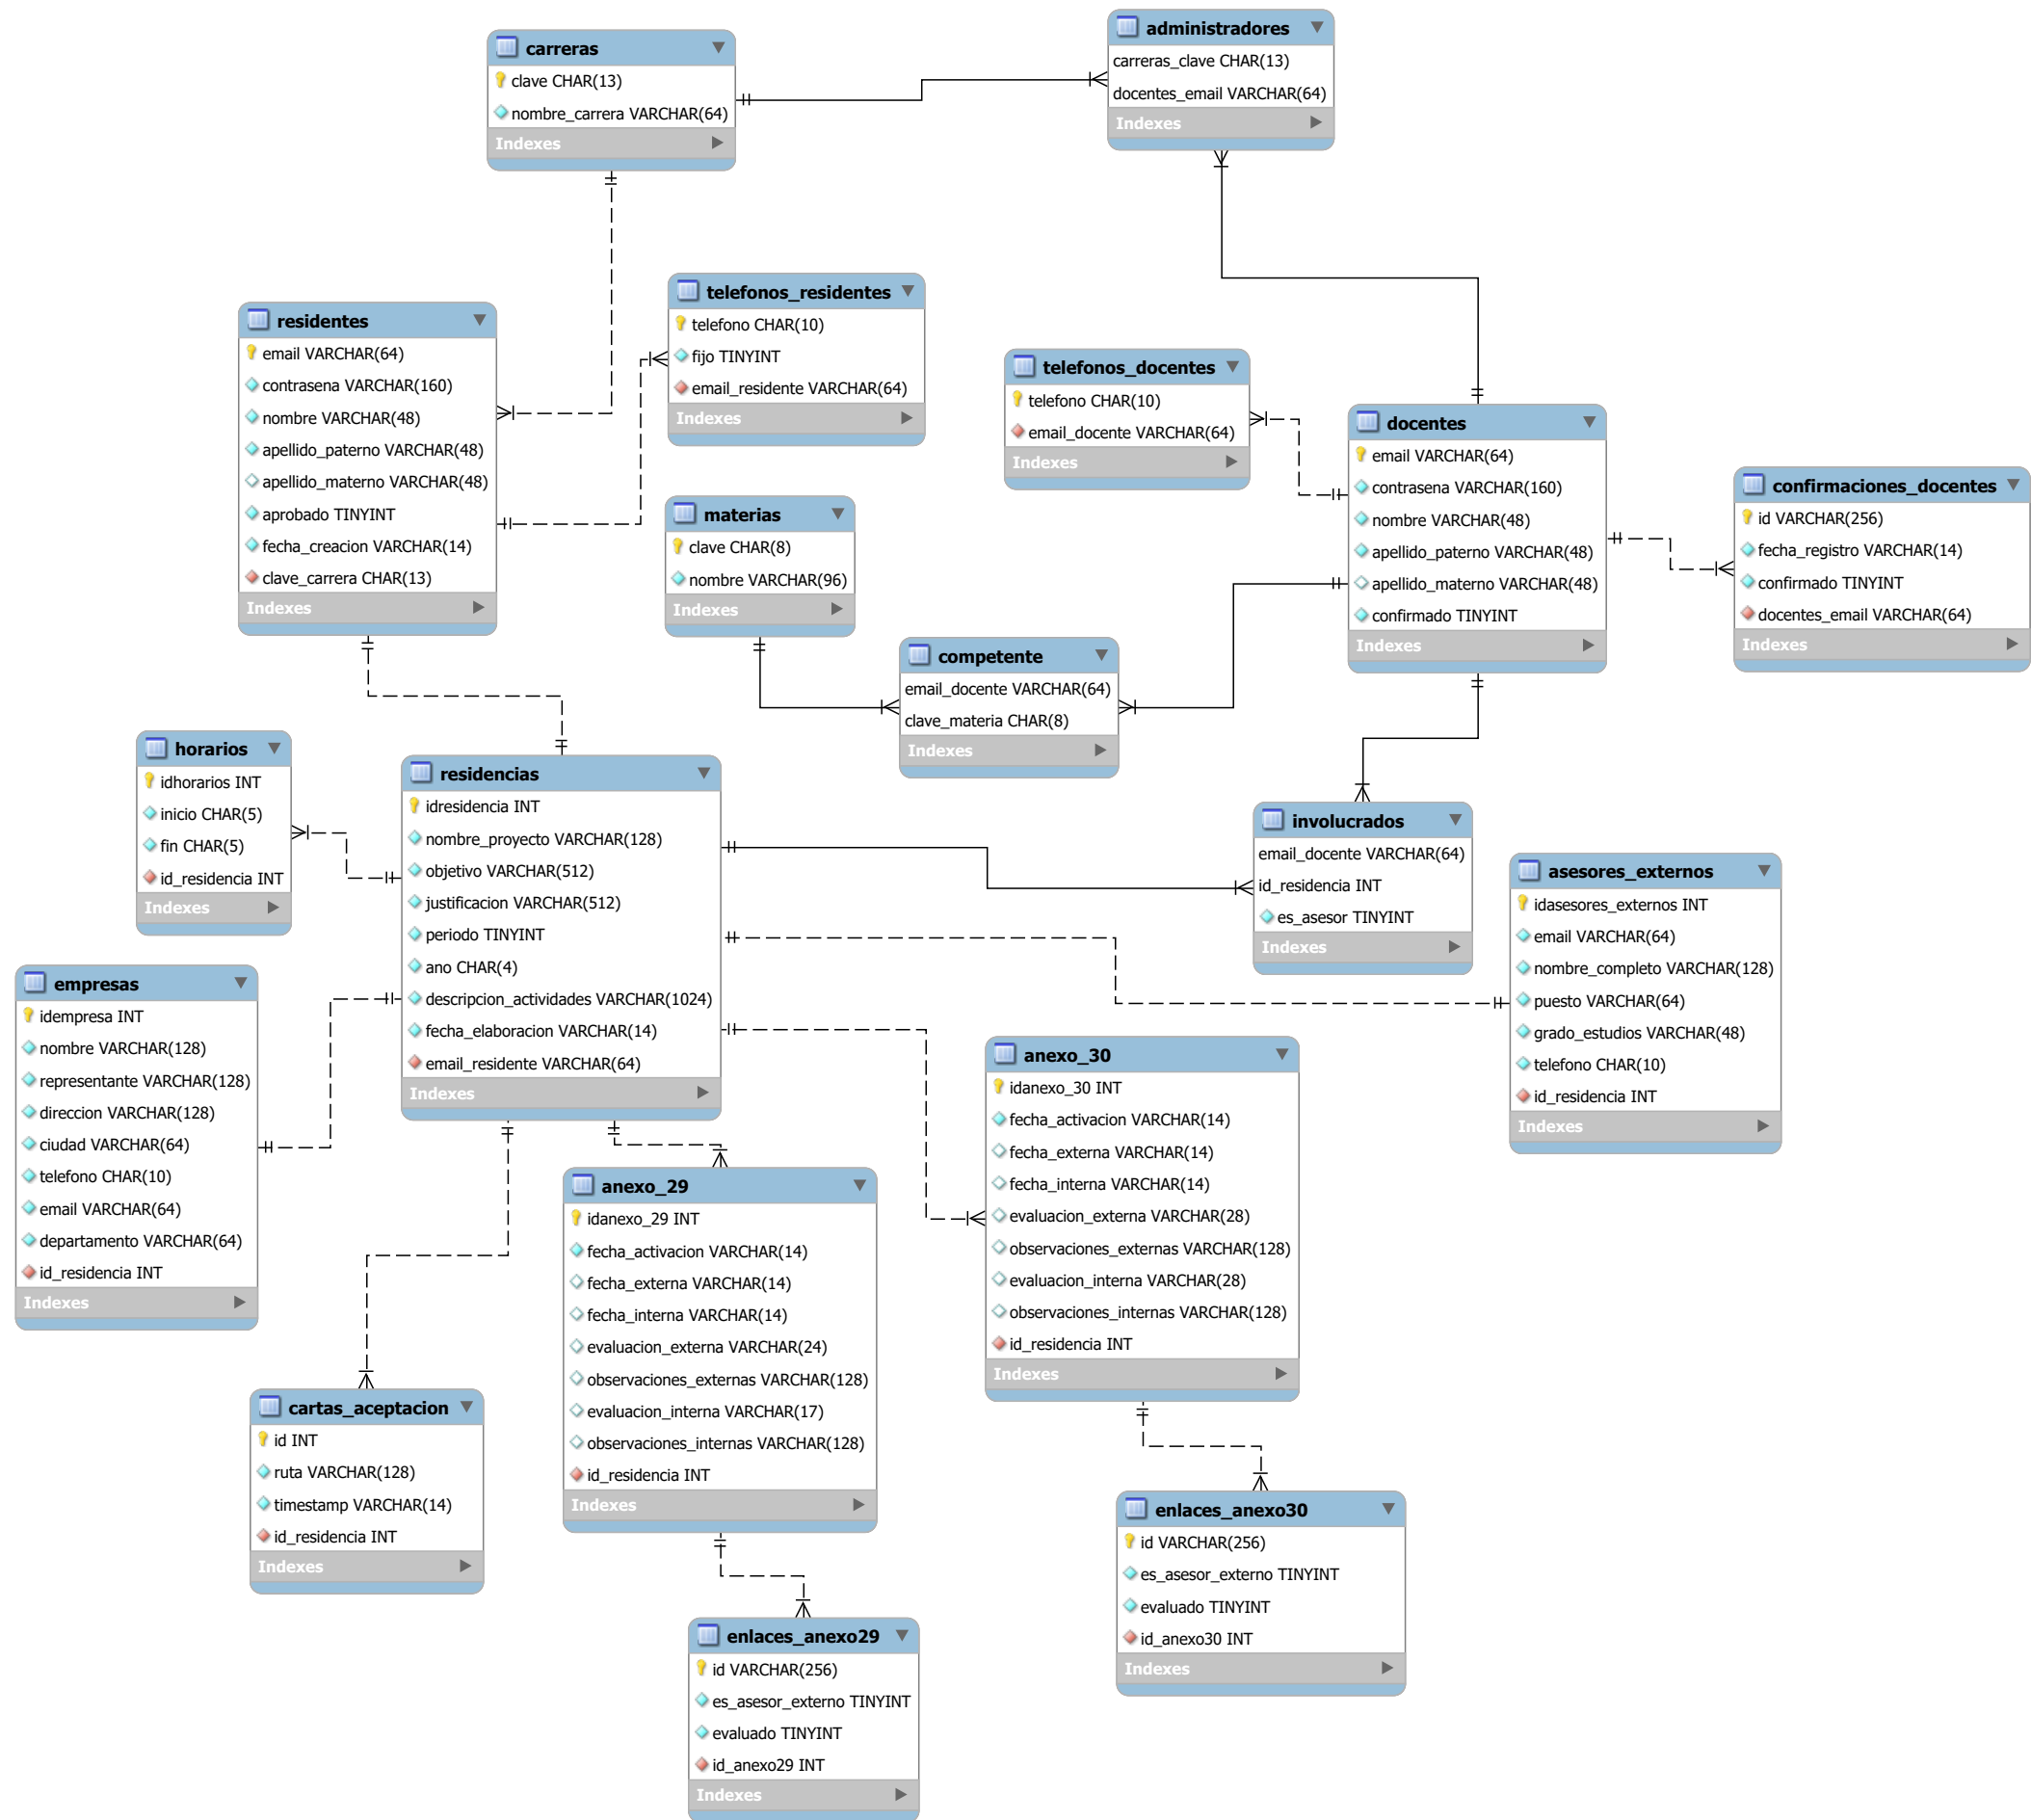 carreras
clave CHAR(13)
nombre_carrera VARCHAR(64)
Indexes
administradores
carreras_clave CHAR(13)
docentes_email VARCHAR(64)
Indexes
residentes
email VARCHAR(64)
contrasena VARCHAR(160)
nombre VARCHAR(48)
apellido_paterno VARCHAR(48)
apellido_materno VARCHAR(48)
aprobado TINYINT
fecha_creacion VARCHAR(14)
clave_carrera CHAR(13)
Indexes
telefonos_residentes
telefono CHAR(10)
fijo TINYINT
email_residente VARCHAR(64)
Indexes
telefonos_docentes
telefono CHAR(10)
email_docente VARCHAR(64)
Indexes
docentes
email VARCHAR(64)
contrasena VARCHAR(160)
nombre VARCHAR(48)
apellido_paterno VARCHAR(48)
apellido_materno VARCHAR(48)
confirmado TINYINT
Indexes
confirmaciones_docentes
id VARCHAR(256)
fecha_registro VARCHAR(14)
confirmado TINYINT
docentes_email VARCHAR(64)
Indexes
materias
clave CHAR(8)
nombre VARCHAR(96)
Indexes
competente
email_docente VARCHAR(64)
clave_materia CHAR(8)
Indexes
horarios
idhorarios INT
inicio CHAR(5)
fin CHAR(5)
id_residencia INT
Indexes
residencias
idresidencia INT
nombre_proyecto VARCHAR(128)
objetivo VARCHAR(512)
justificacion VARCHAR(512)
periodo TINYINT
ano CHAR(4)
descripcion_actividades VARCHAR(1024)
fecha_elaboracion VARCHAR(14)
email_residente VARCHAR(64)
Indexes
involucrados
email_docente VARCHAR(64)
id_residencia INT
es_asesor TINYINT
Indexes
asesores_externos
idasesores_externos INT
email VARCHAR(64)
nombre_completo VARCHAR(128)
puesto VARCHAR(64)
grado_estudios VARCHAR(48)
telefono CHAR(10)
id_residencia INT
Indexes
empresas
idempresa INT
nombre VARCHAR(128)
representante VARCHAR(128)
direccion VARCHAR(128)
ciudad VARCHAR(64)
telefono CHAR(10)
email VARCHAR(64)
departamento VARCHAR(64)
id_residencia INT
Indexes
anexo_30
idanexo_30 INT
fecha_activacion VARCHAR(14)
fecha_externa VARCHAR(14)
fecha_interna VARCHAR(14)
evaluacion_externa VARCHAR(28)
observaciones_externas VARCHAR(128)
evaluacion_interna VARCHAR(28)
observaciones_internas VARCHAR(128)
id_residencia INT
Indexes
anexo_29
idanexo_29 INT
fecha_activacion VARCHAR(14)
fecha_externa VARCHAR(14)
fecha_interna VARCHAR(14)
evaluacion_externa VARCHAR(24)
observaciones_externas VARCHAR(128)
evaluacion_interna VARCHAR(17)
observaciones_internas VARCHAR(128)
id_residencia INT
Indexes
cartas_aceptacion
id INT
ruta VARCHAR(128)
timestamp VARCHAR(14)
id_residencia INT
Indexes
enlaces_anexo30
id VARCHAR(256)
es_asesor_externo TINYINT
evaluado TINYINT
id_anexo30 INT
Indexes
enlaces_anexo29
id VARCHAR(256)
es_asesor_externo TINYINT
evaluado TINYINT
id_anexo29 INT
Indexes